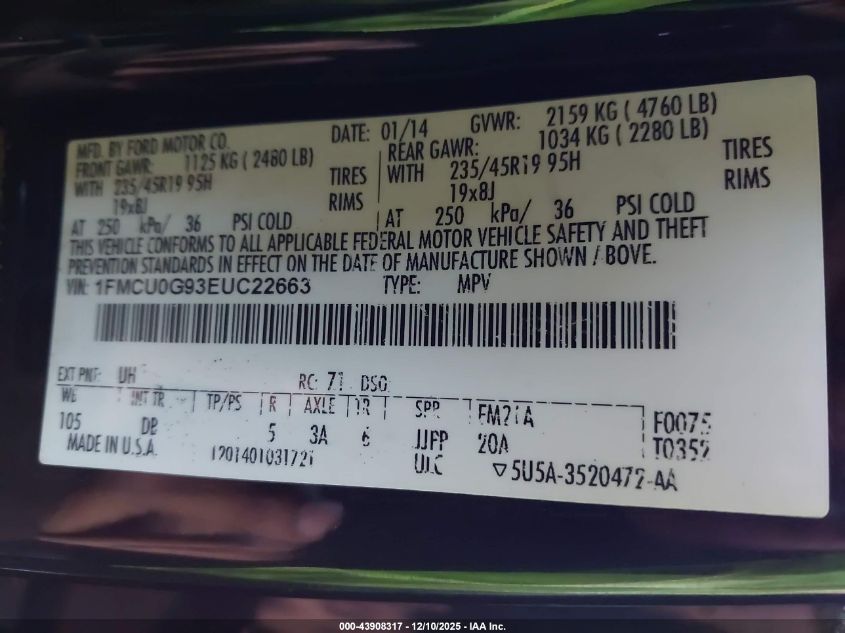 MFD. BY FORD MOTOR CO. DATE: 01/14 GVWR: 2159 KG ( 4760 LB)
FRONT GAWR: 1125 KG ( 2480 LB) REAR GAWR: 1034 KG ( 2280 LB)
WITH 235/45R19 95H TIRES WITH 235/45R19 95H TIRES
19x8J RIMS 19x8J RIMS
AT 250 kPa/ 36 PSI COLD AT 250 kPa/ 36 PSI COLD
THIS VEHICLE CONFORMS TO ALL APPLICABLE FEDERAL MOTOR VEHICLE SAFETY AND THEFT
PREVENTION STANDARDS IN EFFECT ON THE DATE OF MANUFACTURE SHOWN / BOVE.
VIN: 1FMCU0G93EUC22663 TYPE: MPV
EXT PNT: UH RC: 71 DSO:
WB INT TR TP/PS R AXLE TR SPR FM21A F0075
105 DB 5 3A 6 JJFP 20A T0352
MADE IN U.S.A. ULC ▽5U5A-3520472-AA
000-43908317 - 12/10/2025 - IAA Inc.